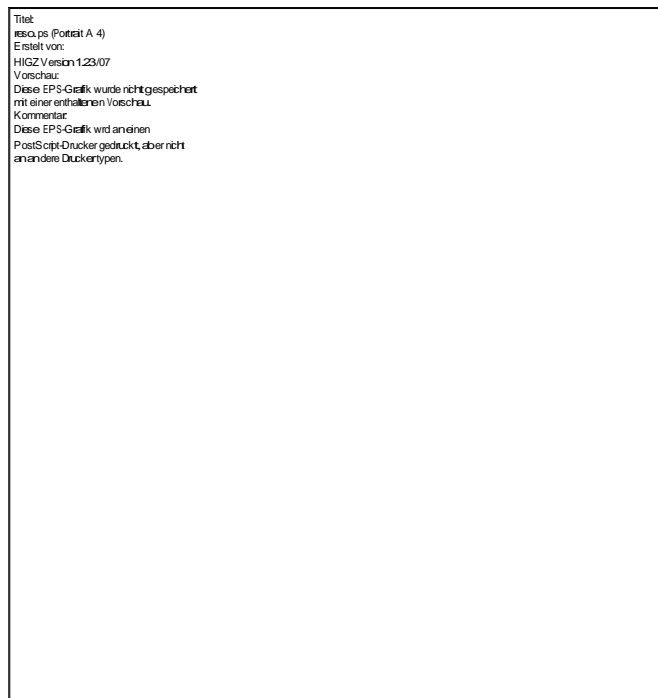 Titel:
reso.ps (Portrait A 4)
Erstellt von:
HIGZ Version 1.23/07
Vorschau:
Diese EPS-Grafik wurde nicht gespeichert
mit einer enthaltenen Vorschau.
Kommentar:
Diese EPS-Grafik wird an einen
PostScript-Drucker gedruckt, aber nicht
an andere Druckertypen.